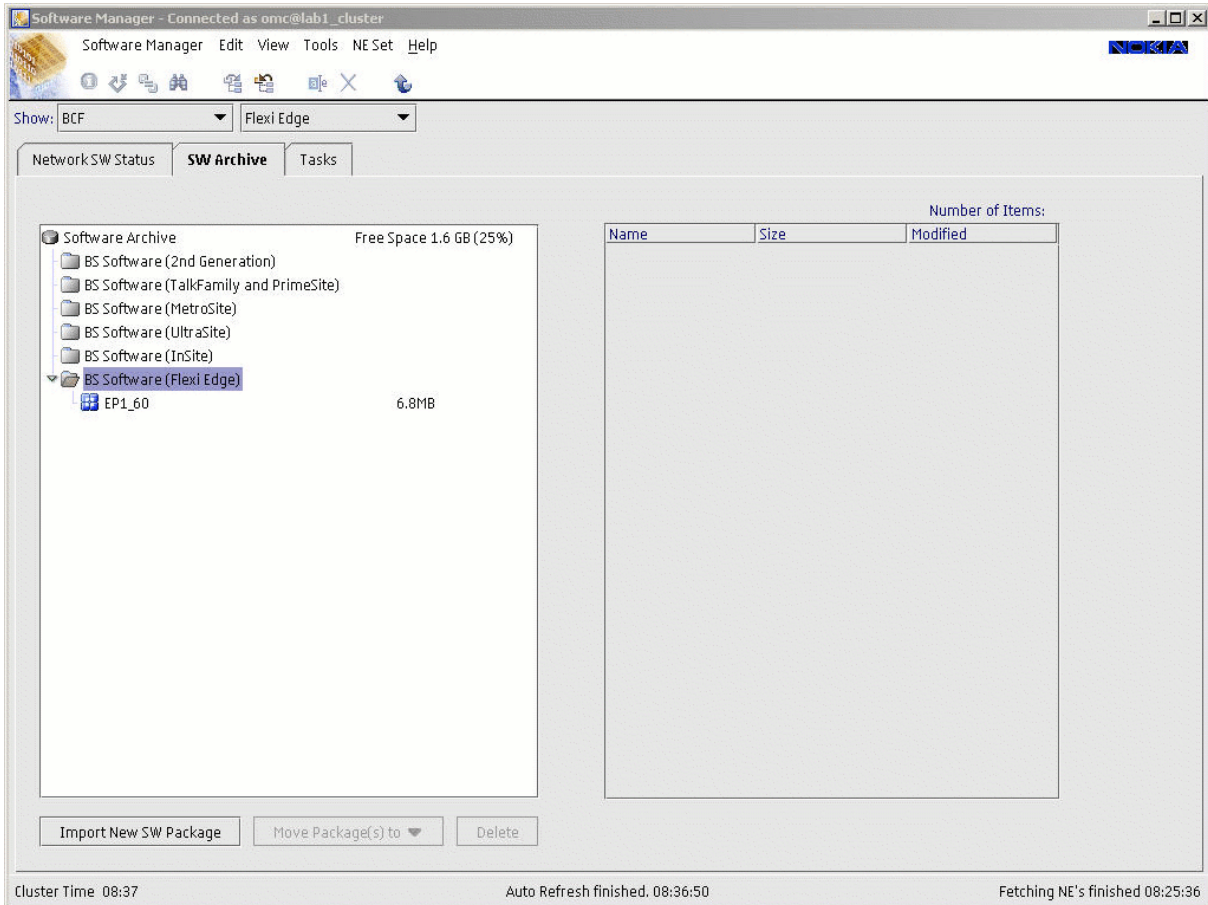 Software Manager - Connected as omc@lab1_cluster
Software Manager Edit View Tools NE Set Help
NOKIA
Show: BCF Flexi Edge
Network SW Status SW Archive Tasks
Number of Items:
Software Archive Free Space 1.6 GB (25%)
Name Size Modified
BS Software (2nd Generation)
BS Software (TalkFamily and PrimeSite)
BS Software (MetroSite)
BS Software (UltraSite)
BS Software (InSite)
BS Software (Flexi Edge)
EP1_60 6.8MB
Import New SW Package Move Package(s) to Delete
Cluster Time 08:37 Auto Refresh finished. 08:36:50 Fetching NE's finished 08:25:36